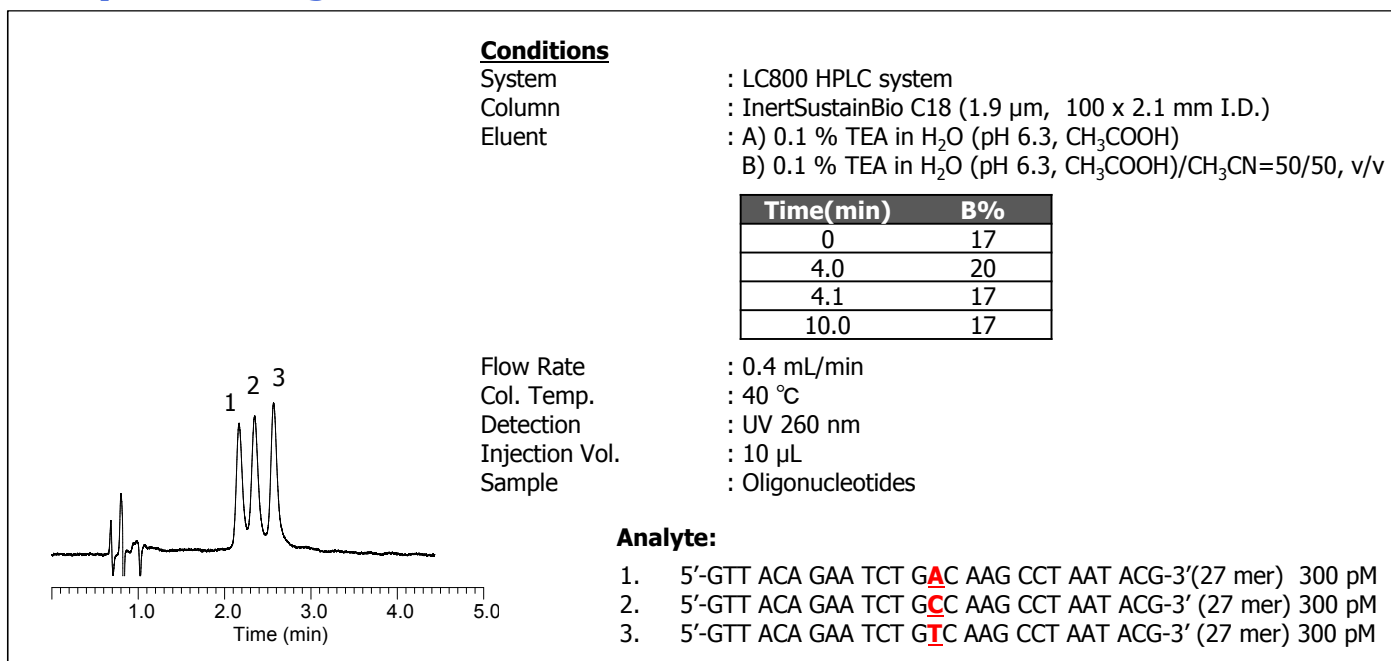 Conditions
System : LC800 HPLC system
Column : InertSustainBio C18 (1.9 μm, 100 x 2.1 mm I.D.)
Eluent : A) 0.1 % TEA in H₂O (pH 6.3, CH₃COOH)
B) 0.1 % TEA in H₂O (pH 6.3, CH₃COOH)/CH₃CN=50/50, v/v
Time(min) B%
0 17
4.0 20
4.1 17
10.0 17
Flow Rate : 0.4 mL/min
Col. Temp. : 40 ℃
Detection : UV 260 nm
Injection Vol. : 10 μL
Sample : Oligonucleotides
1 2 3
1.0 2.0 3.0 4.0 5.0
Time (min)
Analyte:
1. 5′-GTT ACA GAA TCT GAC AAG CCT AAT ACG-3′(27 mer) 300 pM
2. 5′-GTT ACA GAA TCT GCC AAG CCT AAT ACG-3′ (27 mer) 300 pM
3. 5′-GTT ACA GAA TCT GTC AAG CCT AAT ACG-3′ (27 mer) 300 pM